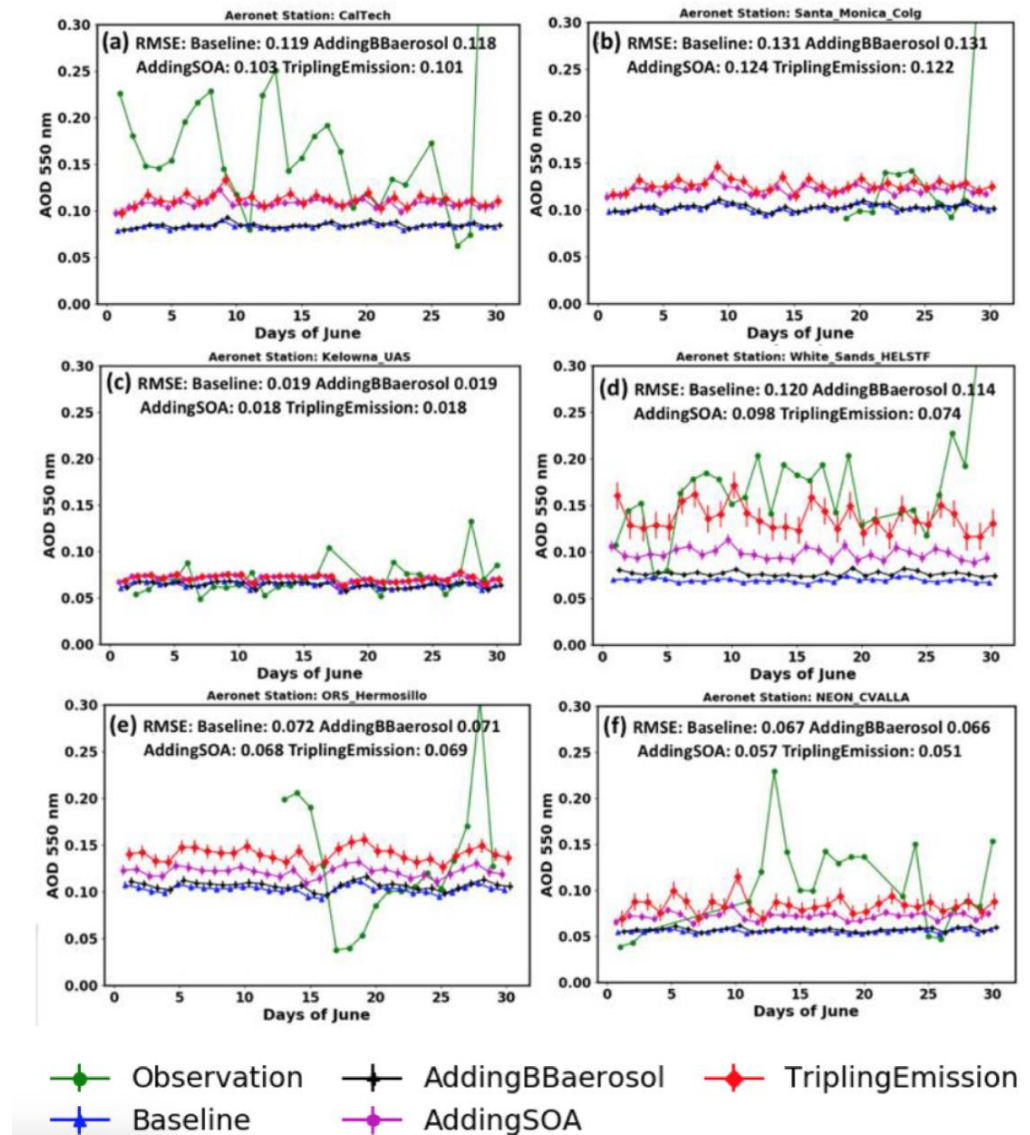 Aeronet Station: CalTech
(a) RMSE: Baseline: 0.119 AddingBBaerosol 0.118
AddingSOA: 0.103 TriplingEmission: 0.101
0.30
0.25
0.20
0.15
0.10
0.05
0.00
AOD 550 nm
0 5 10 15 20 25 30
Days of June
Aeronet Station: Santa_Monica_Colg
(b) RMSE: Baseline: 0.131 AddingBBaerosol 0.131
AddingSOA: 0.124 TriplingEmission: 0.122
0.30
0.25
0.20
0.15
0.10
0.05
0.00
AOD 550 nm
0 5 10 15 20 25 30
Days of June
Aeronet Station: Kelowna_UAS
(c) RMSE: Baseline: 0.019 AddingBBaerosol 0.019
AddingSOA: 0.018 TriplingEmission: 0.018
0.30
0.25
0.20
0.15
0.10
0.05
0.00
AOD 550 nm
0 5 10 15 20 25 30
Days of June
Aeronet Station: White_Sands_HELSTF
(d) RMSE: Baseline: 0.120 AddingBBaerosol 0.114
AddingSOA: 0.098 TriplingEmission: 0.074
0.30
0.25
0.20
0.15
0.10
0.05
0.00
AOD 550 nm
0 5 10 15 20 25 30
Days of June
Aeronet Station: ORS_Hermosillo
(e) RMSE: Baseline: 0.072 AddingBBaerosol 0.071
AddingSOA: 0.068 TriplingEmission: 0.069
0.30
0.25
0.20
0.15
0.10
0.05
0.00
AOD 550 nm
0 5 10 15 20 25 30
Days of June
Aeronet Station: NEON_CVALLA
(f) RMSE: Baseline: 0.067 AddingBBaerosol 0.066
AddingSOA: 0.057 TriplingEmission: 0.051
0.30
0.25
0.20
0.15
0.10
0.05
0.00
AOD 550 nm
0 5 10 15 20 25 30
Days of June
Observation AddingBBaerosol TriplingEmission
Baseline AddingSOA